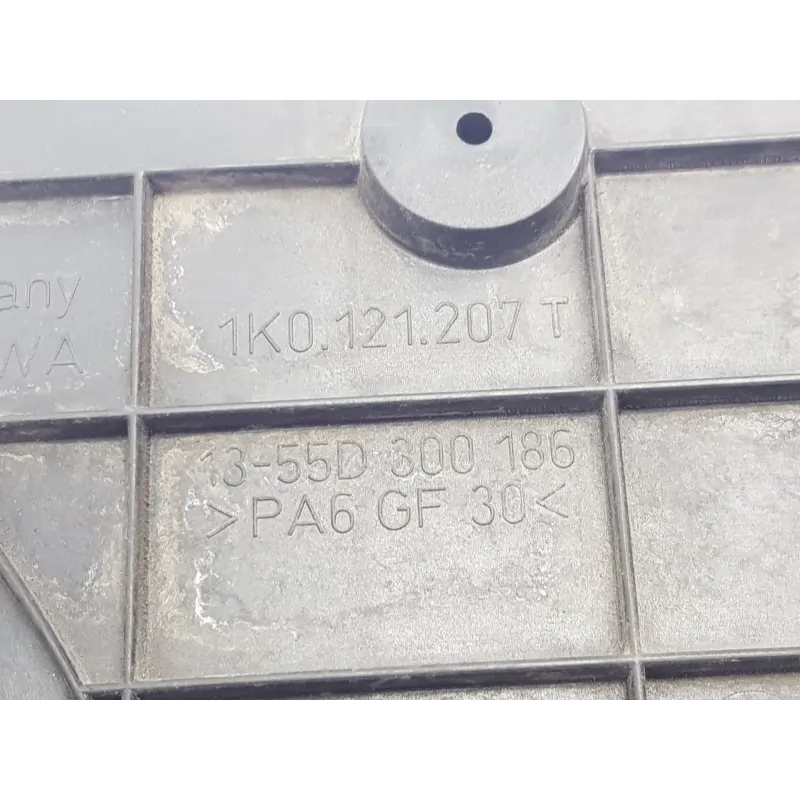 any
WA
1K0.121.207 T
13-55D 300 186
>PA6 GF 30<